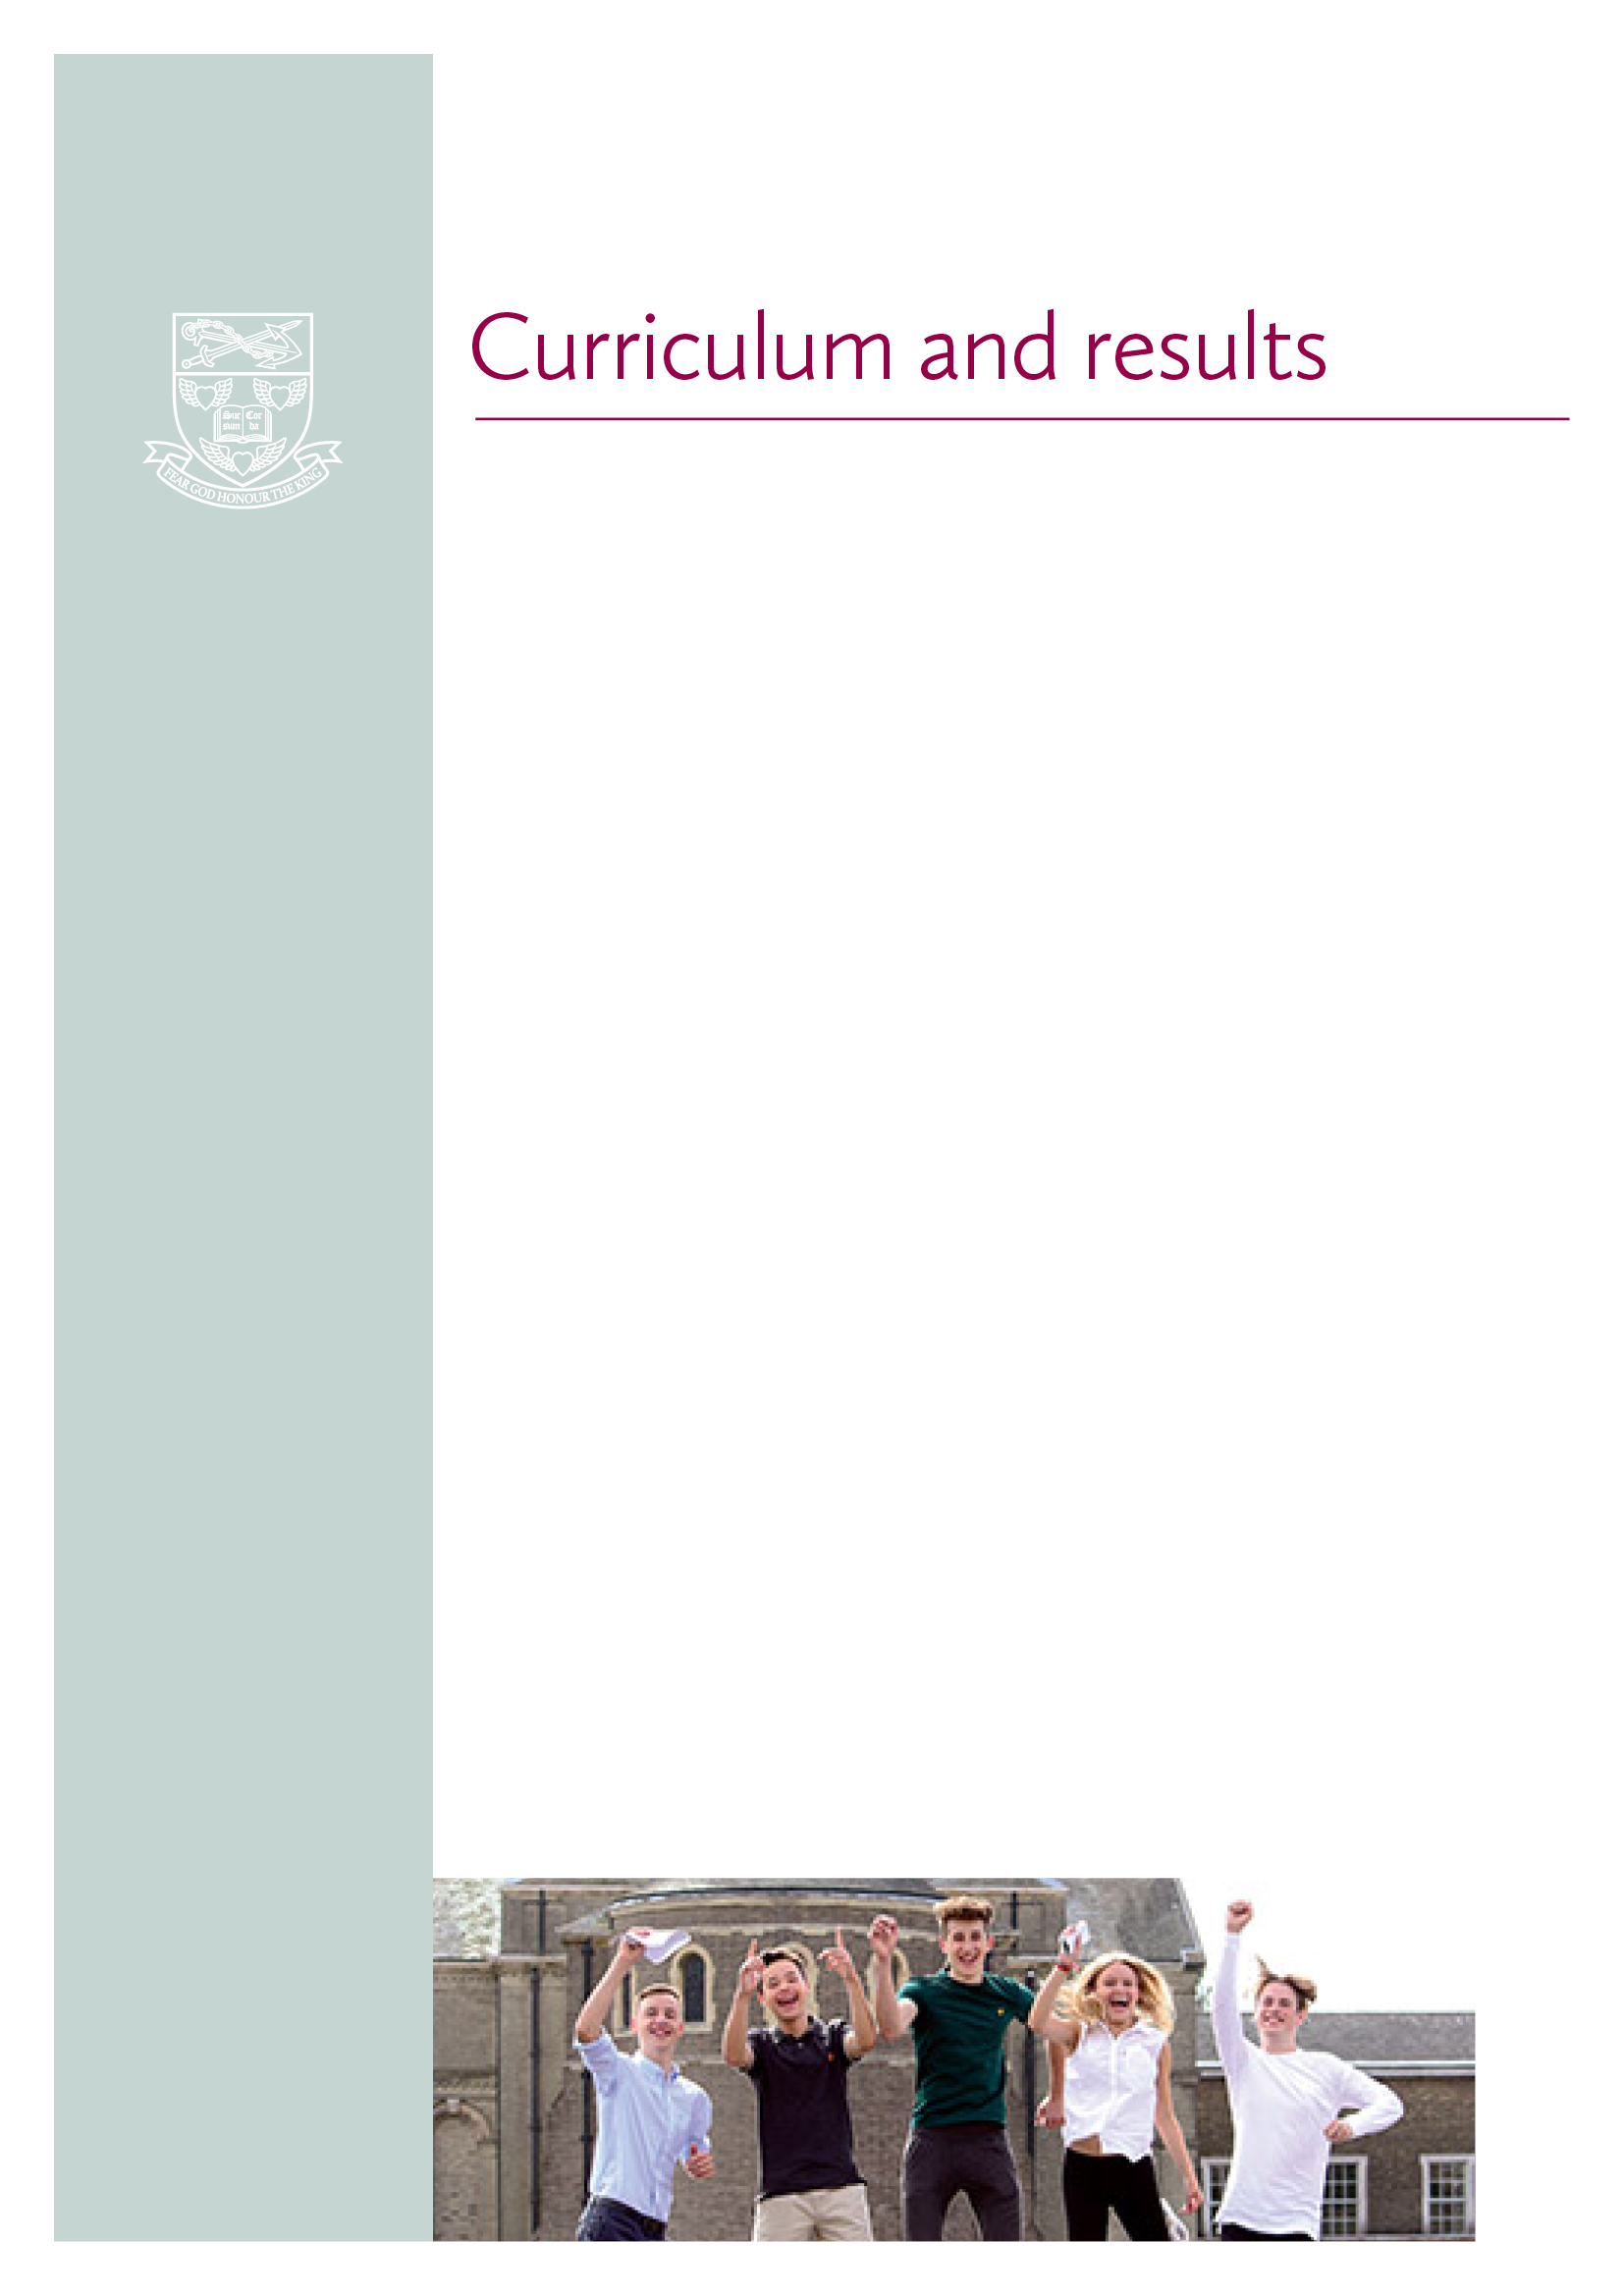 Curriculum and results
Sur Cor
sum da
FEAR GOD HONOUR THE KING